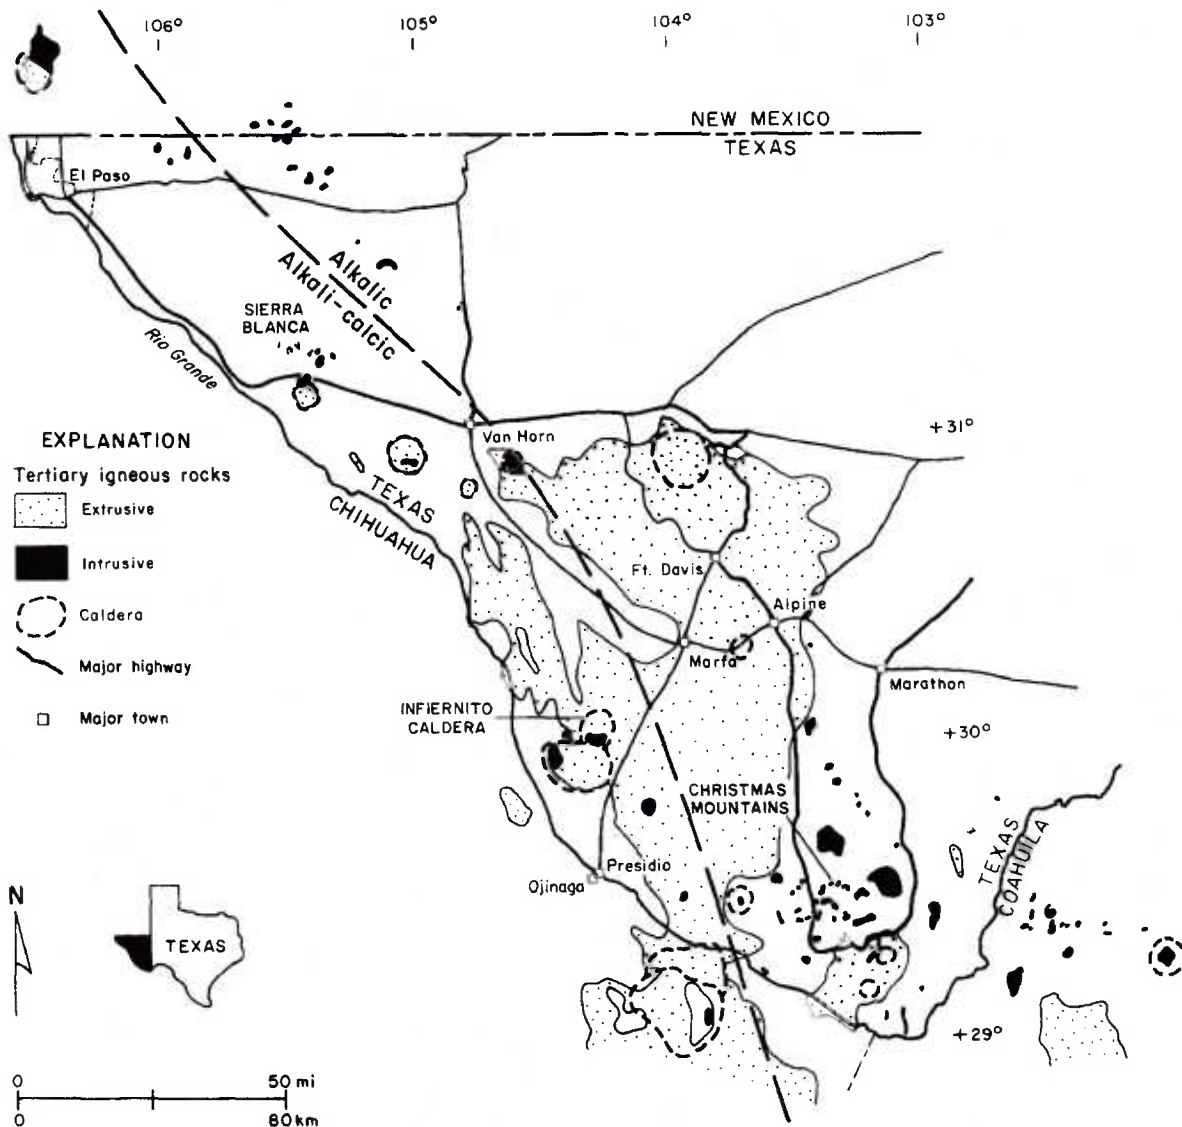 106°
105°
104°
103°
NEW MEXICO
TEXAS
El Paso
Alkalic
Alkali-calcic
SIERRA
BLANCA
Rio Grande
+31°
EXPLANATION
Tertiary igneous rocks
Extrusive
Intrusive
Caldera
Major highway
Major town
Van Horn
TEXAS
CHIHUAHUA
Ft. Davis
Alpine
Marfa
Marathon
INFIERNITO
CALDERA
+30°
CHRISTMAS
MOUNTAINS
TEXAS
COAHUILA
Presidio
Ojinaga
N
TEXAS
+29°
0 50 mi
0 80 km